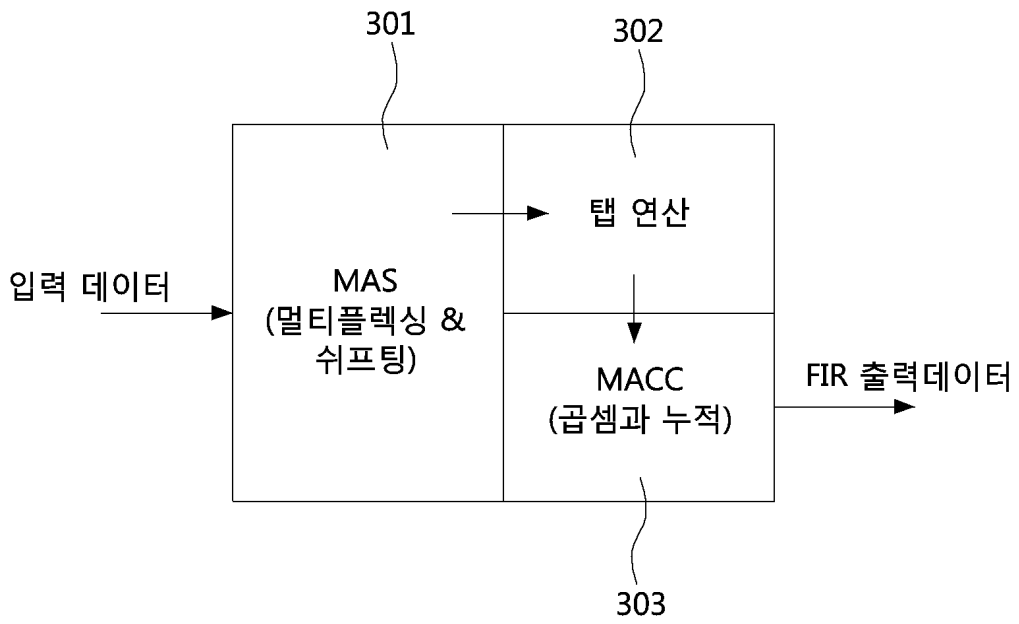 301
302
탭 연산
입력 데이터
MAS
(멀티플렉싱 &
쉬프팅)
MACC
(곱셈과 누적)
FIR 출력데이터
303